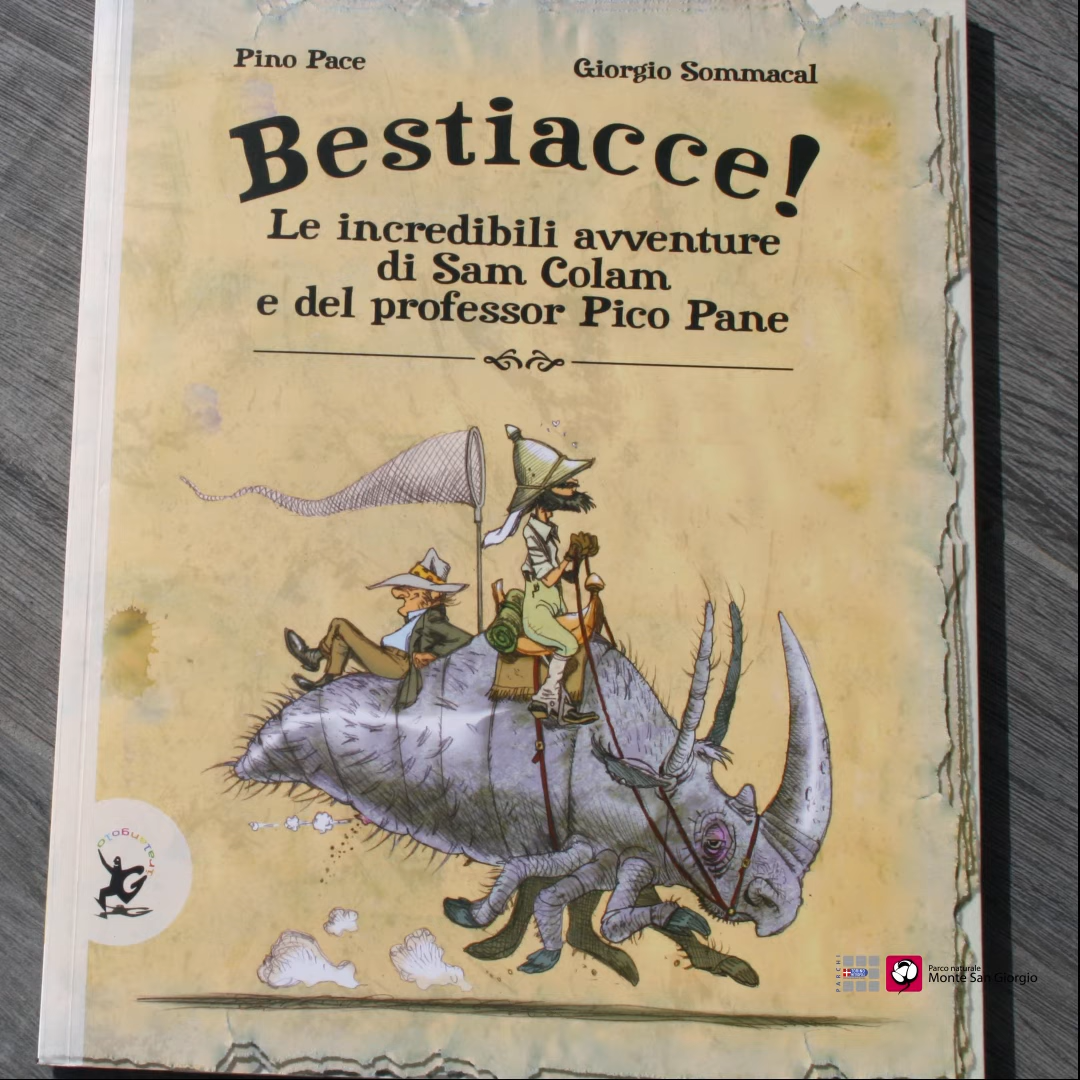 Pino Pace
Giorgio Sommacal
Bestiacce!
Le incredibili avventure
di Sam Colam
e del professor Pico Pane
PARCHI
Parco naturale
Monte San Giorgio